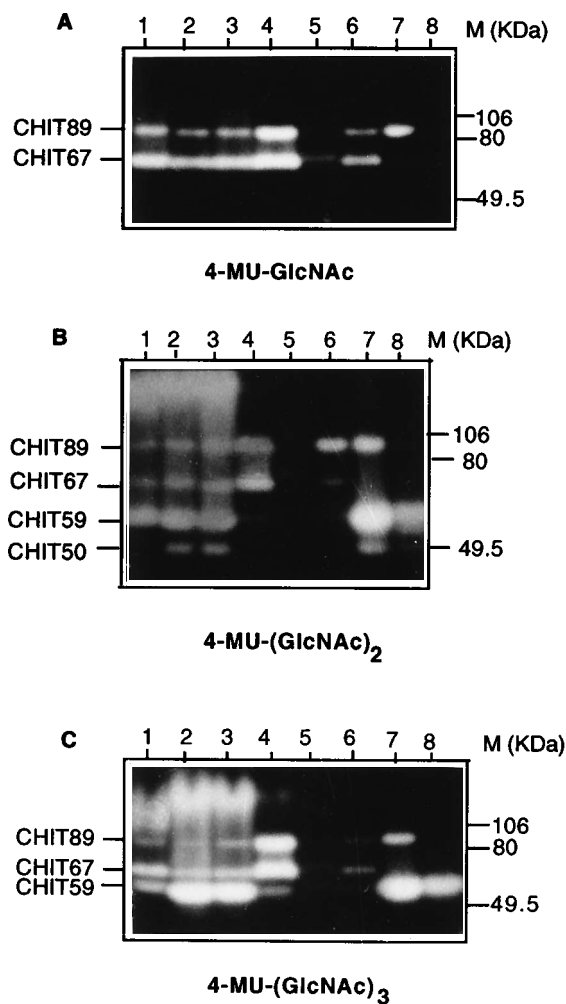 A
1 2 3 4 5 6 7 8 M (KDa)
CHIT89
CHIT67
106
80
49.5
4-MU-GlcNAc
B
1 2 3 4 5 6 7 8 M (KDa)
CHIT89
CHIT67
CHIT59
CHIT50
106
80
49.5
4-MU-(GlcNAc)2
C
1 2 3 4 5 6 7 8 M (KDa)
CHIT89
CHIT67
CHIT59
106
80
49.5
4-MU-(GlcNAc)3